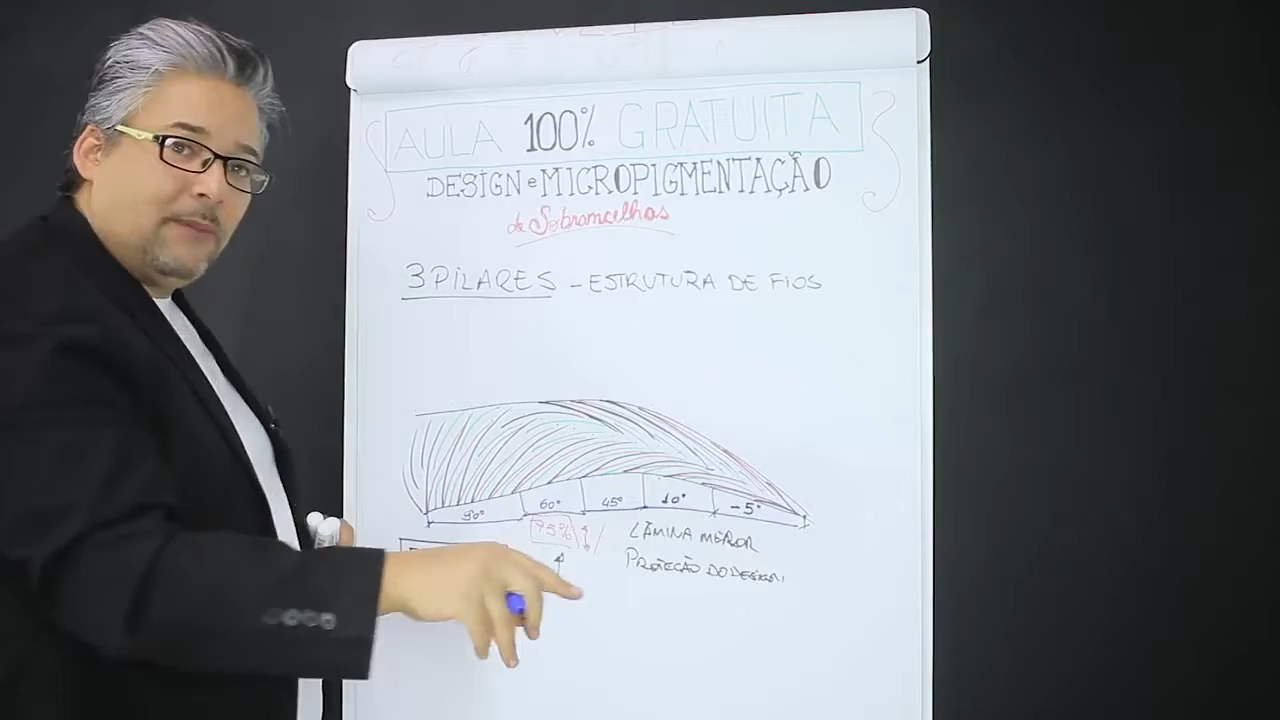 AULA 100% GRATUITA
DESIGN e MICROPIGMENTAÇÃO
de Sobrancelhas
3 PILARES - ESTRUTURA DE FIOS
90° 60° 45° 10° -5°
75%
LÂMINA MENOR
PROTEÇÃO DO DESIGN